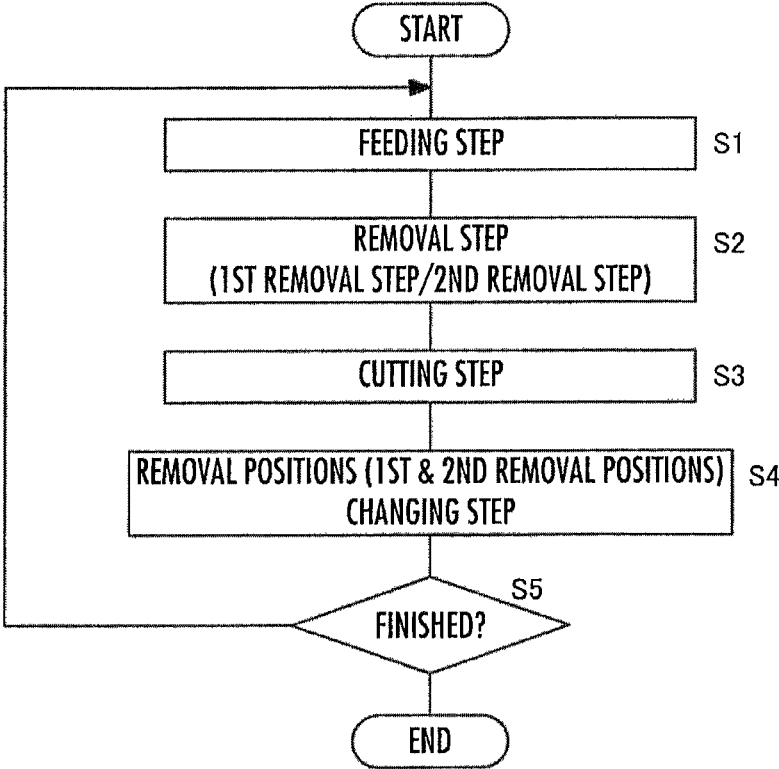 START
FEEDING STEP
S1
REMOVAL STEP
(1ST REMOVAL STEP/2ND REMOVAL STEP)
S2
CUTTING STEP
S3
REMOVAL POSITIONS (1ST & 2ND REMOVAL POSITIONS)
CHANGING STEP
S4
S5
FINISHED?
END